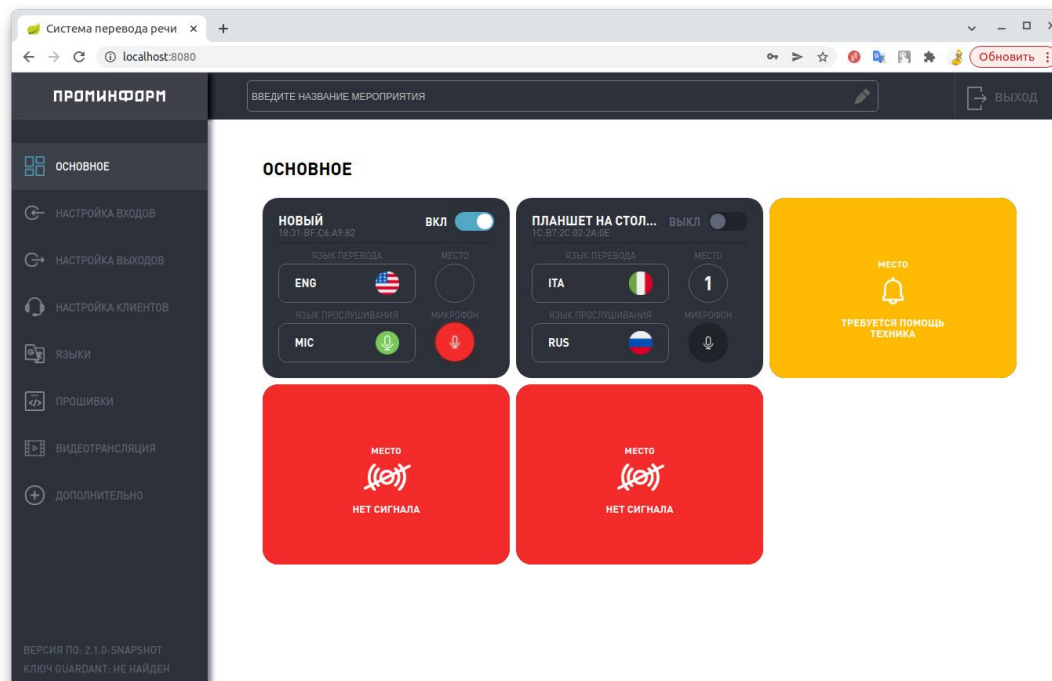 Система перевода речи
localhost:8080
Обновить
ПРОМИНФОРМ
ВВЕДИТЕ НАЗВАНИЕ МЕРОПРИЯТИЯ
ВЫХОД
ОСНОВНОЕ
НАСТРОЙКА ВХОДОВ
НАСТРОЙКА ВЫХОДОВ
НАСТРОЙКА КЛИЕНТОВ
ЯЗЫКИ
ПРОШИВКИ
ВИДЕОТРАНСЛЯЦИЯ
ДОПОЛНИТЕЛЬНО
ВЕРСИЯ ПО: 2.1.0-SNAPSHOT
КЛЮЧ GUARDANT: НЕ НАЙДЕН
ОСНОВНОЕ
НОВЫЙ ВКЛ
18:31:BF:C6:A9:82
ЯЗЫК ПЕРЕВОДА МЕСТО
ENG
ЯЗЫК ПРОСЛУШИВАНИЯ МИКРОФОН
MIC
ПЛАНШЕТ НА СТОЛ... ВЫКЛ
1C:B7:2C:02:2A:0E
ЯЗЫК ПЕРЕВОДА МЕСТО
ITA 1
ЯЗЫК ПРОСЛУШИВАНИЯ МИКРОФОН
RUS
МЕСТО
ТРЕБУЕТСЯ ПОМОЩЬ
ТЕХНИКА
МЕСТО
НЕТ СИГНАЛА
МЕСТО
НЕТ СИГНАЛА